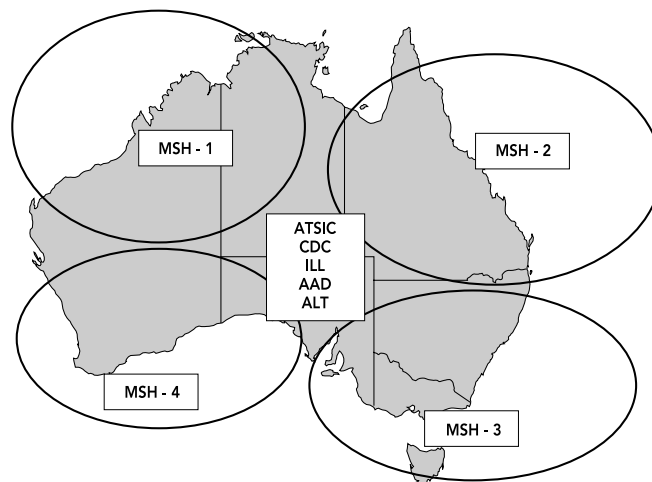 MSH - 1
MSH - 2
ATSIC
CDC
ILL
AAD
ALT
MSH - 4
MSH - 3